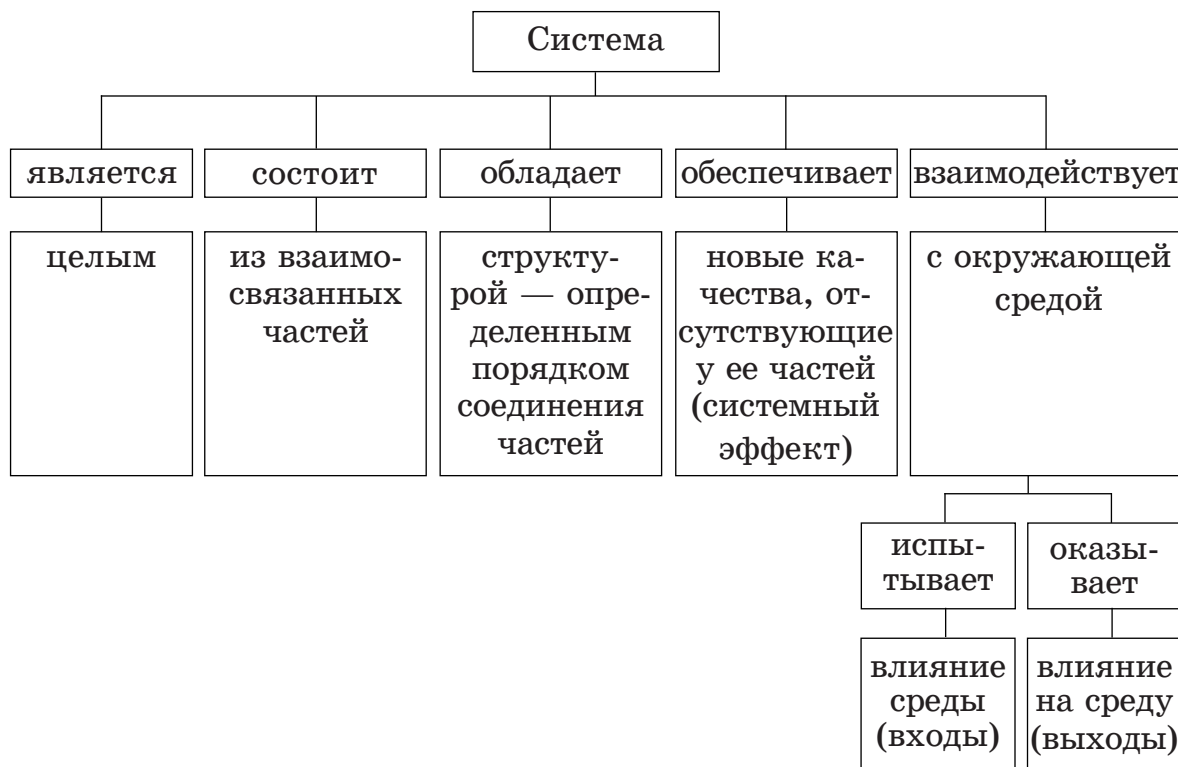 Система
является
состоит
обладает
обеспечивает
взаимодействует
целым
из взаимо-
связанных
частей
структу-
рой — опре-
деленным
порядком
соединения
частей
новые ка-
чества, от-
сутствующие
у ее частей
(системный
эффект)
с окружающей
средой
испы-
тывает
оказы-
вает
влияние
среды
(входы)
влияние
на среду
(выходы)